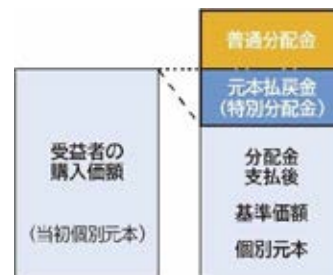 普通分配金
元本払戻金
(特別分配金)
受益者の
購入価額
(当初個別元本)
分配金
支払後
基準価額
個別元本